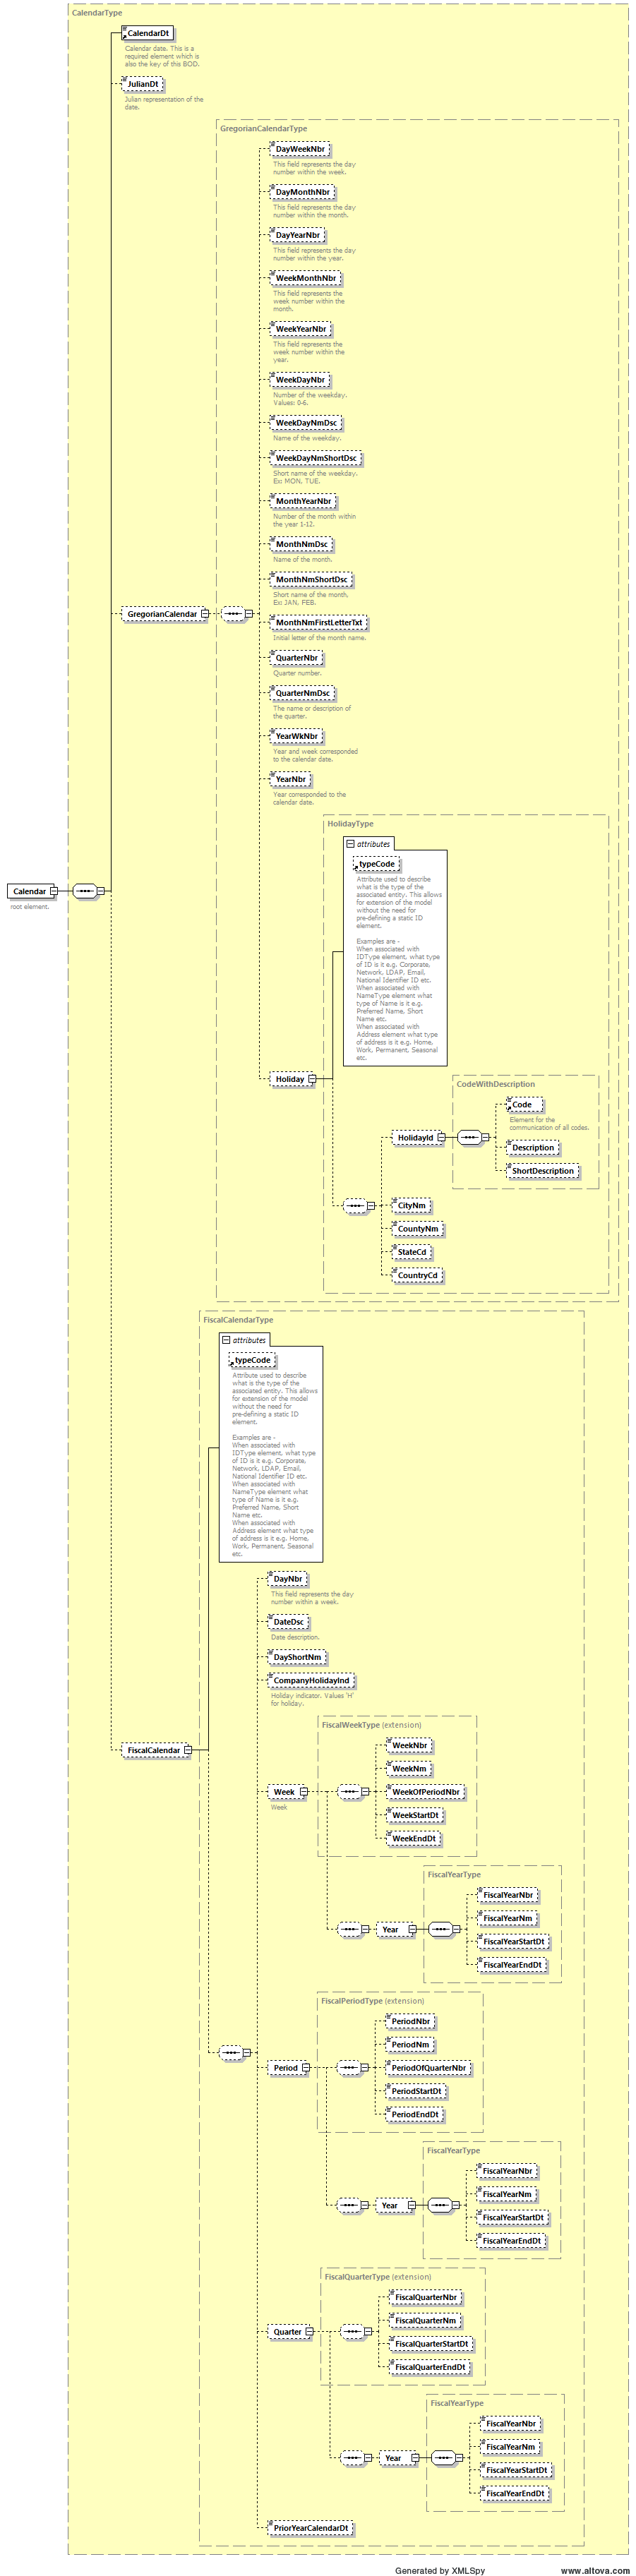 CalendarType
CalendarDt
Calendar date. This is a
required element which is
also the key of this BOD.
JulianDt
Julian representation of the
date.
GregorianCalendarType
DayWeekNbr
This field represents the day
number within the week.
DayMonthNbr
This field represents the day
number within the month.
DayYearNbr
This field represents the day
number within the year.
WeekMonthNbr
This field represents the
week number within the
month.
WeekYearNbr
This field represents the
week number within the
year.
WeekDayNbr
Number of the weekday.
Values: 0-6.
WeekDayNmDsc
Name of the weekday.
WeekDayNmShortDsc
Short name of the weekday.
Ex: MON, TUE.
MonthYearNbr
Number of the month within
the year 1-12.
MonthNmDsc
Name of the month.
MonthNmShortDsc
Short name of the month,
Ex: JAN, FEB.
GregorianCalendar
MonthNmFirstLetterTxt
Initial letter of the month name.
QuarterNbr
Quarter number.
QuarterNmDsc
The name or description of
the quarter.
YearWkNbr
Year and week corresponded
to the calendar date.
YearNbr
Year corresponded to the
calendar date.
HolidayType
attributes
typeCode
Attribute used to describe
what is the type of the
associated entity. This allows
for extension of the model
without the need for
pre-defining a static ID
element.
Examples are -
When associated with
IDType element, what type
of ID is it e.g. Corporate,
Network, LDAP, Email,
National Identifier ID etc.
When associated with
NameType element what
type of Name is it e.g.
Preferred Name, Short
Name etc.
When associated with
Address element what type
of address is it e.g. Home,
Work, Permanent, Seasonal
etc.
Calendar
root element.
Holiday
CodeWithDescription
Code
Element for the
communication of all codes.
HolidayId
Description
ShortDescription
CityNm
CountyNm
StateCd
CountryCd
FiscalCalendarType
attributes
typeCode
Attribute used to describe
what is the type of the
associated entity. This allows
for extension of the model
without the need for
pre-defining a static ID
element.
Examples are -
When associated with
IDType element, what type
of ID is it e.g. Corporate,
Network, LDAP, Email,
National Identifier ID etc.
When associated with
NameType element what
type of Name is it e.g.
Preferred Name, Short
Name etc.
When associated with
Address element what type
of address is it e.g. Home,
Work, Permanent, Seasonal
etc.
DayNbr
This field represents the day
number within a week.
DateDsc
Date description.
DayShortNm
CompanyHolidayInd
Holiday indicator. Values 'H'
for holiday.
FiscalCalendar
FiscalWeekType (extension)
WeekNbr
WeekNm
Week
Week
WeekOfPeriodNbr
WeekStartDt
WeekEndDt
FiscalYearType
FiscalYearNbr
FiscalYearNm
Year
FiscalYearStartDt
FiscalYearEndDt
FiscalPeriodType (extension)
PeriodNbr
PeriodNm
Period
PeriodOfQuarterNbr
PeriodStartDt
PeriodEndDt
FiscalYearType
FiscalYearNbr
FiscalYearNm
Year
FiscalYearStartDt
FiscalYearEndDt
FiscalQuarterType (extension)
FiscalQuarterNbr
FiscalQuarterNm
Quarter
FiscalQuarterStartDt
FiscalQuarterEndDt
FiscalYearType
FiscalYearNbr
FiscalYearNm
Year
FiscalYearStartDt
FiscalYearEndDt
PriorYearCalendarDt
Generated by XMLSpy
www.altova.com